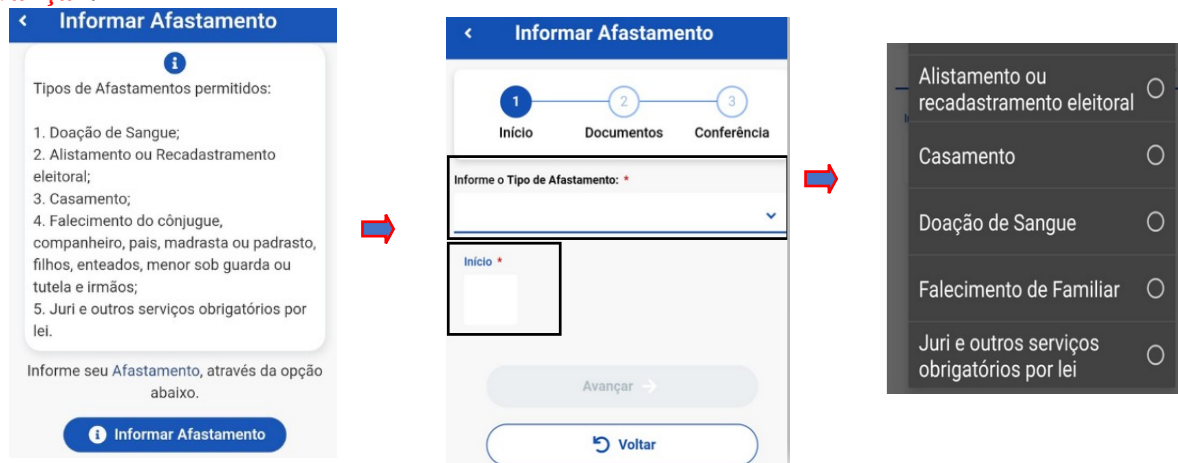 Informar Afastamento
Tipos de Afastamentos permitidos:
1. Doação de Sangue;
2. Alistamento ou Recadastramento
eleitoral;
3. Casamento;
4. Falecimento do cônjugue,
companheiro, pais, madrasta ou padrasto,
filhos, enteados, menor sob guarda ou
tutela e irmãos;
5. Juri e outros serviços obrigatórios por
lei.
Informe seu Afastamento, através da opção
abaixo.
Informar Afastamento
Informar Afastamento
1
2
3
Início
Documentos
Conferência
Informe o Tipo de Afastamento: *
Início *
Avançar
Voltar
Alistamento ou
recadastramento eleitoral
Casamento
Doação de Sangue
Falecimento de Familiar
Juri e outros serviços
obrigatórios por lei